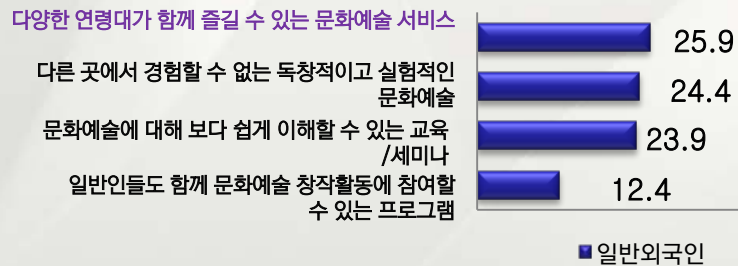 다양한 연령대가 함께 즐길 수 있는 문화예술 서비스
25.9
다른 곳에서 경험할 수 없는 독창적이고 실험적인
문화예술
24.4
문화예술에 대해 보다 쉽게 이해할 수 있는 교육
/세미나
23.9
일반인들도 함께 문화예술 창작활동에 참여할
수 있는 프로그램
12.4
일반외국인